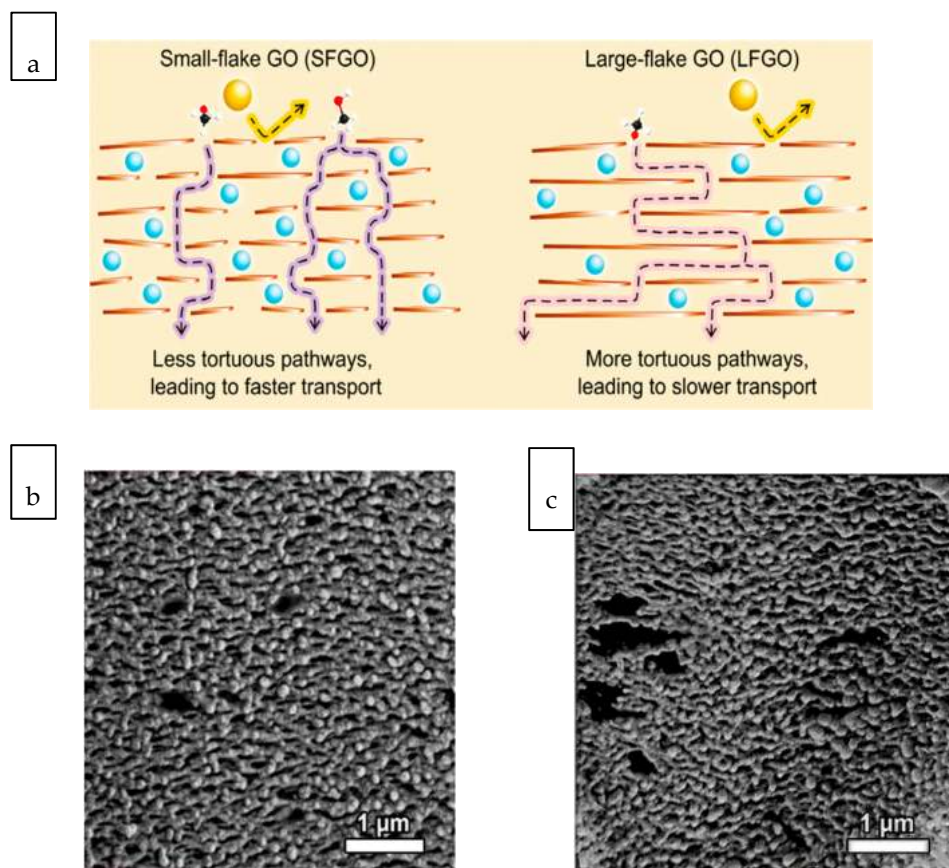 a
Small-flake GO (SFGO)
Large-flake GO (LFGO)
Less tortuous pathways,
leading to faster transport
More tortuous pathways,
leading to slower transport
b
c
1 µm
1 µm